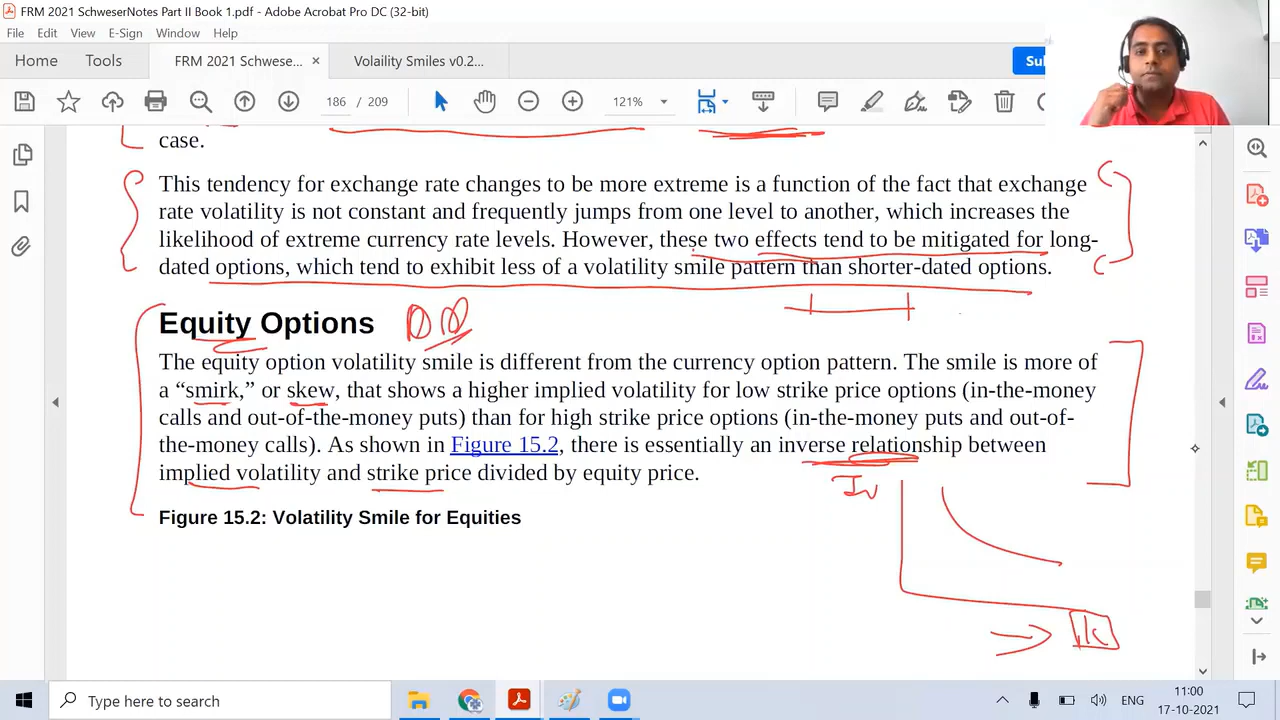 FRM 2021 SchweserNotes Part II Book 1.pdf - Adobe Acrobat Pro DC (32-bit)
File Edit View E-Sign Window Help
Home Tools FRM 2021 Schwese... × Volaility Smiles v0.2...
186 / 209 121%
case.
This tendency for exchange rate changes to be more extreme is a function of the fact that exchange
rate volatility is not constant and frequently jumps from one level to another, which increases the
likelihood of extreme currency rate levels. However, these two effects tend to be mitigated for long-
dated options, which tend to exhibit less of a volatility smile pattern than shorter-dated options.
Equity Options
The equity option volatility smile is different from the currency option pattern. The smile is more of
a “smirk,” or skew, that shows a higher implied volatility for low strike price options (in-the-money
calls and out-of-the-money puts) than for high strike price options (in-the-money puts and out-of-
the-money calls). As shown in Figure 15.2, there is essentially an inverse relationship between
implied volatility and strike price divided by equity price.
Iv
Figure 15.2: Volatility Smile for Equities
K
Type here to search
ENG
11:00
17-10-2021